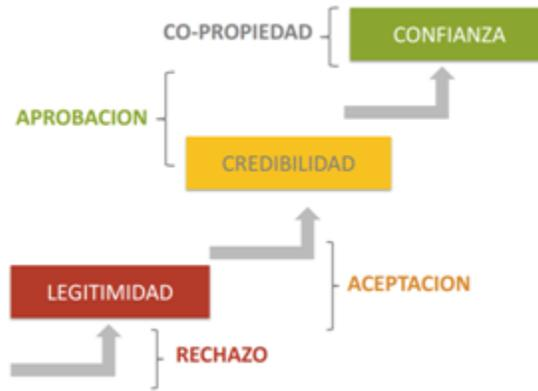 CO-PROPIEDAD
CONFIANZA
APROBACION
CREDIBILIDAD
LEGITIMIDAD
ACEPTACION
RECHAZO